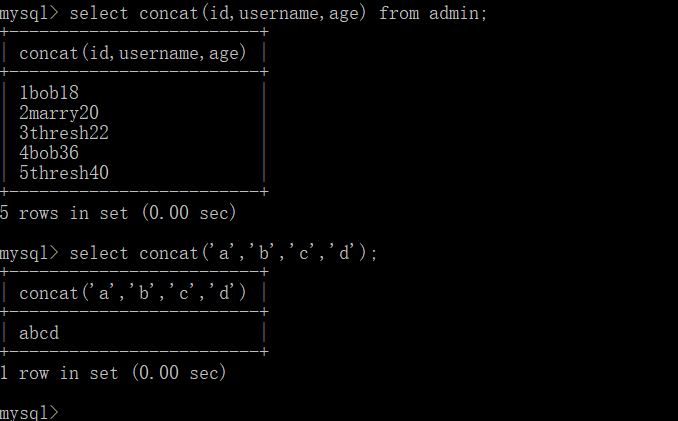 mysql> select concat(id,username,age) from admin;
+-------------------------+
| concat(id,username,age) |
+-------------------------+
| 1bob18                  |
| 2marry20                |
| 3thresh22               |
| 4bob36                  |
| 5thresh40               |
+-------------------------+
5 rows in set (0.00 sec)
mysql> select concat('a','b','c','d');
+-------------------------+
| concat('a','b','c','d') |
+-------------------------+
| abcd                    |
+-------------------------+
1 row in set (0.00 sec)
mysql>